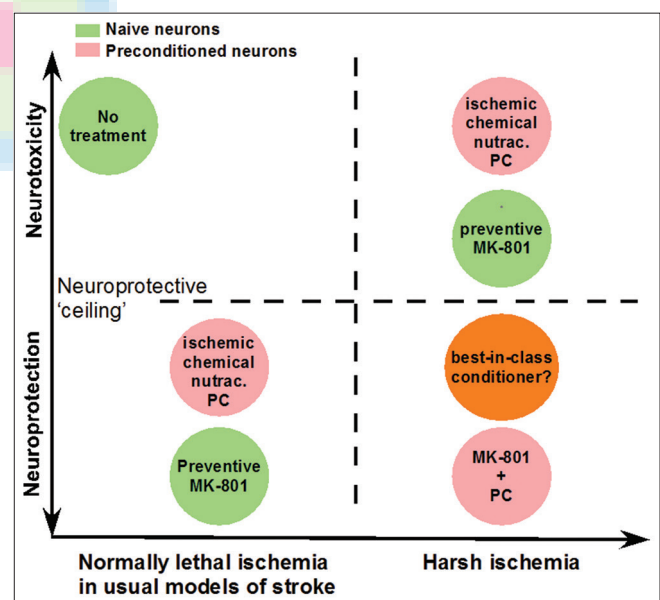 Naive neurons
Preconditioned neurons
Neurotoxicity
No
treatment
ischemic
chemical
nutrac.
PC
preventive
MK-801
Neuroprotective
'ceiling'
Neuroprotection
ischemic
chemical
nutrac.
PC
Preventive
MK-801
best-in-class
conditioner?
MK-801
+
PC
Normally lethal ischemia
in usual models of stroke
Harsh ischemia